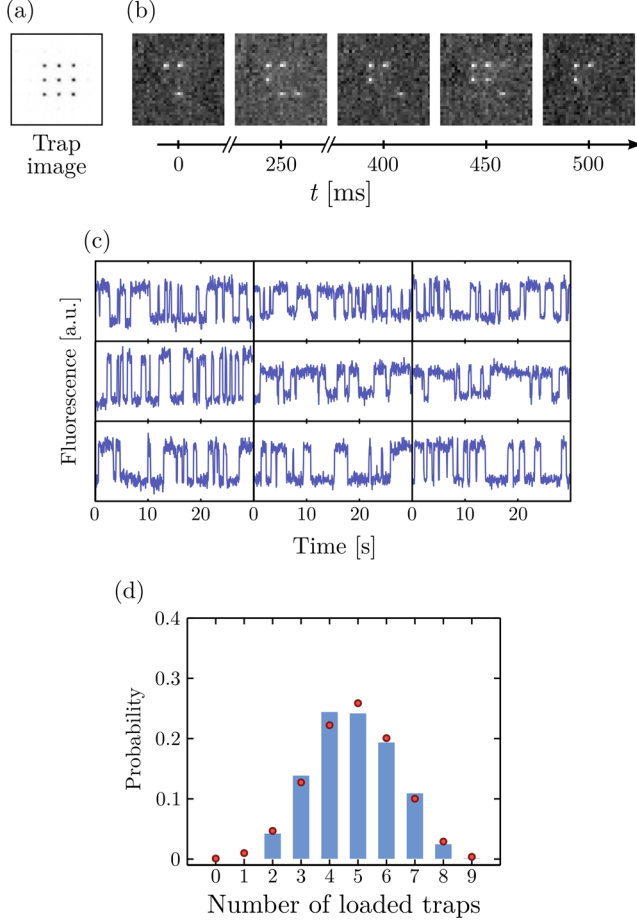 (a)
(b)
Trap
image
0 250 400 450 500
t [ms]
(c)
Fluorescence [a.u.]
0 10 20 0 10 20 0 10 20
Time [s]
(d)
Probability
0.4
0.3
0.2
0.1
0
0 1 2 3 4 5 6 7 8 9
Number of loaded traps